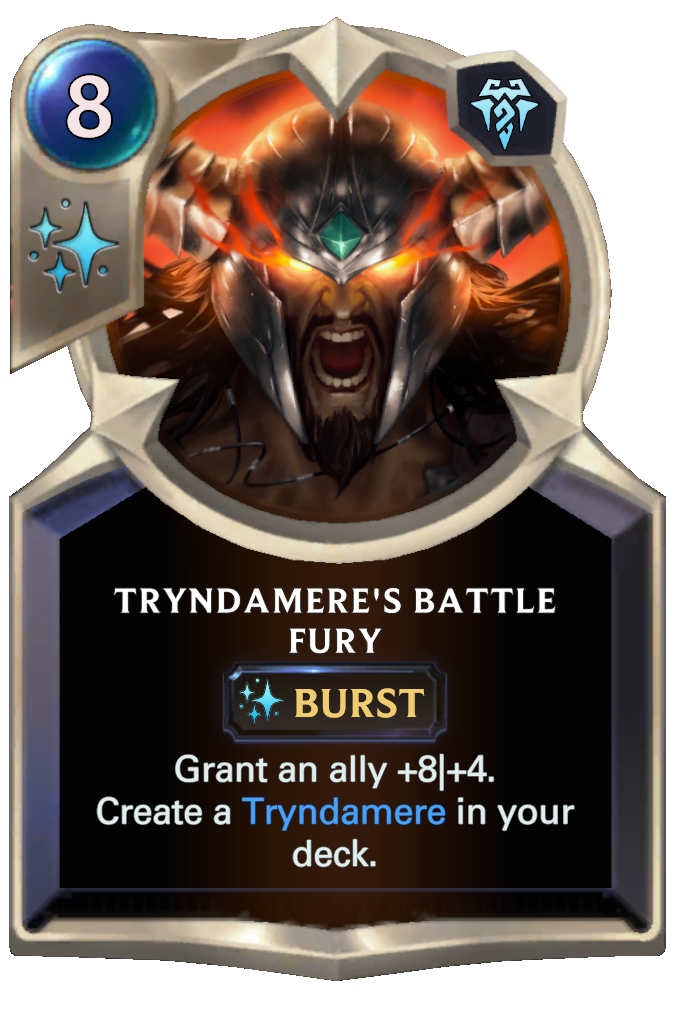 8
TRYNDAMERE'S BATTLE
FURY
BURST
Grant an ally +8|+4.
Create a Tryndamere in your
deck.